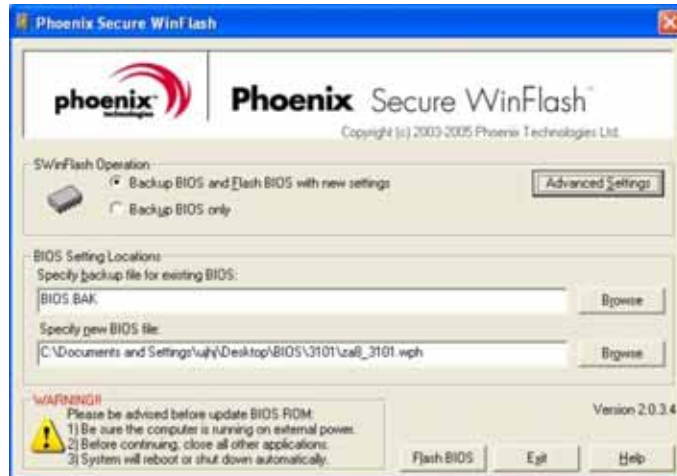 Phoenix Secure WinFlash
phoenix™
technologies
Phoenix Secure WinFlash™
Copyright (c) 2003-2005 Phoenix Technologies Ltd.
SWinFlash Operation
Backup BIOS and Flash BIOS with new settings
Advanced Settings
Backup BIOS only
BIOS Setting Locations
Specify backup file for existing BIOS:
BIOS.BAK
Browse
Specify new BIOS file:
C:\Documents and Settings\ujhj\Desktop\BIOS\3101\za8_3101.wph
Browse
WARNING!!
Please be advised before update BIOS ROM:
1) Be sure the computer is running on external power.
2) Before continuing, close all other applications.
3) System will reboot or shut down automatically.
Version 2.0.3.4
Flash BIOS
Exit
Help